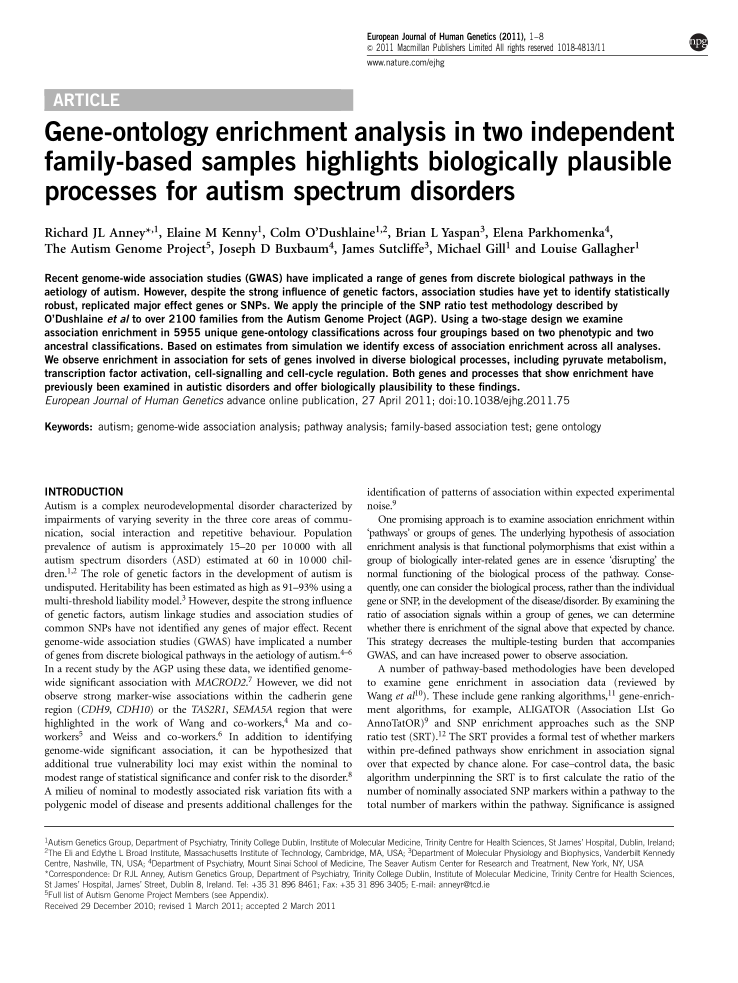 European Journal of Human Genetics (2011), 1–8
© 2011 Macmillan Publishers Limited All rights reserved 1018-4813/11
npg
www.nature.com/ejhg
ARTICLE
Gene-ontology enrichment analysis in two independent
family-based samples highlights biologically plausible
processes for autism spectrum disorders
Richard JL Anney*,1, Elaine M Kenny1, Colm O'Dushlaine1,2, Brian L Yaspan3, Elena Parkhomenka4,
The Autism Genome Project5, Joseph D Buxbaum4, James Sutcliffe3, Michael Gill1 and Louise Gallagher1
Recent genome-wide association studies (GWAS) have implicated a range of genes from discrete biological pathways in the
aetiology of autism. However, despite the strong influence of genetic factors, association studies have yet to identify statistically
robust, replicated major effect genes or SNPs. We apply the principle of the SNP ratio test methodology described by
O'Dushlaine et al to over 2100 families from the Autism Genome Project (AGP). Using a two-stage design we examine
association enrichment in 5955 unique gene-ontology classifications across four groupings based on two phenotypic and two
ancestral classifications. Based on estimates from simulation we identify excess of association enrichment across all analyses.
We observe enrichment in association for sets of genes involved in diverse biological processes, including pyruvate metabolism,
transcription factor activation, cell-signalling and cell-cycle regulation. Both genes and processes that show enrichment have
previously been examined in autistic disorders and offer biologically plausibility to these findings.
European Journal of Human Genetics advance online publication, 27 April 2011; doi:10.1038/ejhg.2011.75
Keywords: autism; genome-wide association analysis; pathway analysis; family-based association test; gene ontology
INTRODUCTION
Autism is a complex neurodevelopmental disorder characterized by
impairments of varying severity in the three core areas of commu-
nication, social interaction and repetitive behaviour. Population
prevalence of autism is approximately 15–20 per 10 000 with all
autism spectrum disorders (ASD) estimated at 60 in 10 000 chil-
dren.1,2 The role of genetic factors in the development of autism is
undisputed. Heritability has been estimated as high as 91–93% using a
multi-threshold liability model.3 However, despite the strong influence
of genetic factors, autism linkage studies and association studies of
common SNPs have not identified any genes of major effect. Recent
genome-wide association studies (GWAS) have implicated a number
of genes from discrete biological pathways in the aetiology of autism.4–6
In a recent study by the AGP using these data, we identified genome-
wide significant association with MACROD2.7 However, we did not
observe strong marker-wise associations within the cadherin gene
region (CDH9, CDH10) or the TAS2R1, SEMA5A region that were
highlighted in the work of Wang and co-workers,4 Ma and co-
workers5 and Weiss and co-workers.6 In addition to identifying
genome-wide significant association, it can be hypothesized that
additional true vulnerability loci may exist within the nominal to
modest range of statistical significance and confer risk to the disorder.8
A milieu of nominal to modestly associated risk variation fits with a
polygenic model of disease and presents additional challenges for the
identification of patterns of association within expected experimental
noise.9
One promising approach is to examine association enrichment within
'pathways' or groups of genes. The underlying hypothesis of association
enrichment analysis is that functional polymorphisms that exist within a
group of biologically inter-related genes are in essence 'disrupting' the
normal functioning of the biological process of the pathway. Conse-
quently, one can consider the biological process, rather than the individual
gene or SNP, in the development of the disease/disorder. By examining the
ratio of association signals within a group of genes, we can determine
whether there is enrichment of the signal above that expected by chance.
This strategy decreases the multiple-testing burden that accompanies
GWAS, and can have increased power to observe association.
A number of pathway-based methodologies have been developed
to examine gene enrichment in association data (reviewed by
Wang et al10). These include gene ranking algorithms,11 gene-enrich-
ment algorithms, for example, ALIGATOR (Association LIst Go
AnnoTatOR)9 and SNP enrichment approaches such as the SNP
ratio test (SRT).12 The SRT provides a formal test of whether markers
within pre-defined pathways show enrichment in association signal
over that expected by chance alone. For case–control data, the basic
algorithm underpinning the SRT is to first calculate the ratio of the
number of nominally associated SNP markers within a pathway to the
total number of markers within the pathway. Significance is assigned
1Autism Genetics Group, Department of Psychiatry, Trinity College Dublin, Institute of Molecular Medicine, Trinity Centre for Health Sciences, St James' Hospital, Dublin, Ireland;
2The Eli and Edythe L Broad Institute, Massachusetts Institute of Technology, Cambridge, MA, USA; 3Department of Molecular Physiology and Biophysics, Vanderbilt Kennedy
Centre, Nashville, TN, USA; 4Department of Psychiatry, Mount Sinai School of Medicine, The Seaver Autism Center for Research and Treatment, New York, NY, USA
*Correspondence: Dr RJL Anney, Autism Genetics Group, Department of Psychiatry, Trinity College Dublin, Institute of Molecular Medicine, Trinity Centre for Health Sciences,
St James' Hospital, James' Street, Dublin 8, Ireland. Tel: +35 31 896 8461; Fax: +35 31 896 3405; E-mail: anneyr@tcd.ie
5Full list of Autism Genome Project Members (see Appendix).
Received 29 December 2010; revised 1 March 2011; accepted 2 March 2011